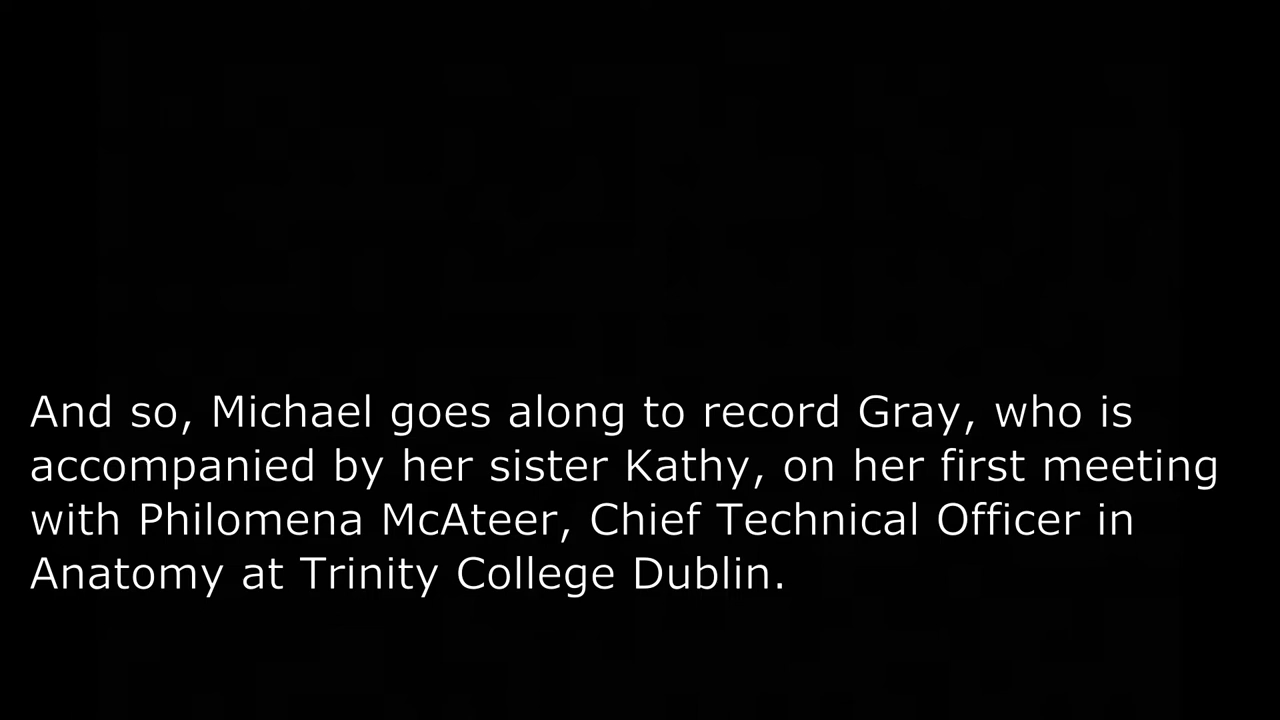 And so, Michael goes along to record Gray, who is
accompanied by her sister Kathy, on her first meeting
with Philomena McAteer, Chief Technical Officer in
Anatomy at Trinity College Dublin.